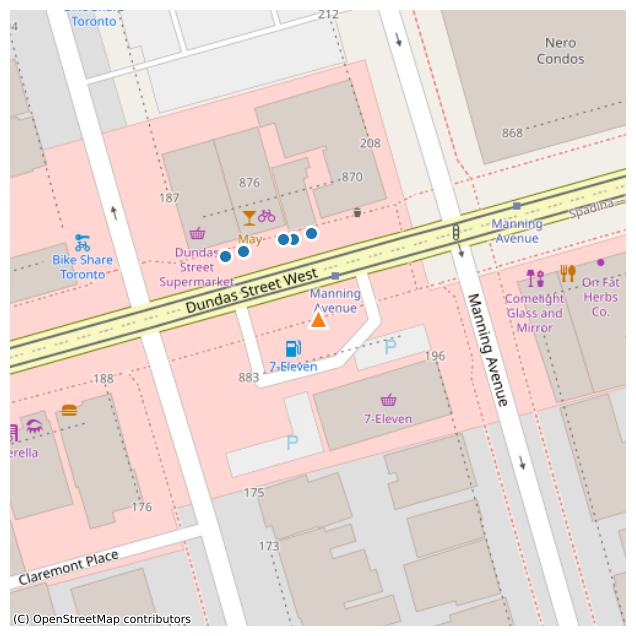 Bike Share
Toronto
212
Nero
Condos
868
208
870
876
187
May
Dundas
Street
Supermarket
Bike Share
Toronto
Manning
Avenue
Spadina
Dundas Street West
Manning
Avenue
On Fat
Herbs
Co.
Comelight
Glass and
Mirror
Manning Avenue
7-Eleven
883
196
P
188
7-Eleven
P
erella
176
175
173
Claremont Place
(C) OpenStreetMap contributors